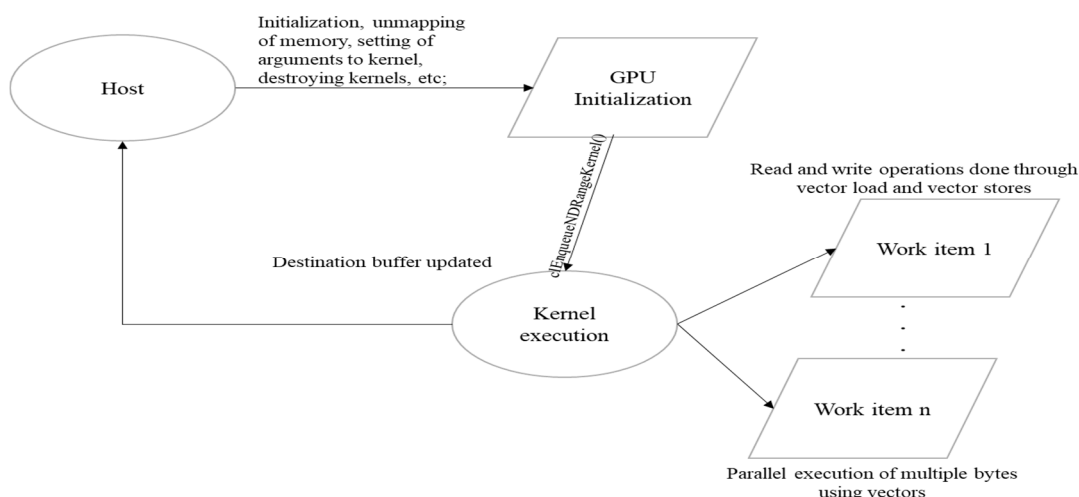 Initialization, unmapping
of memory, setting of
arguments to kernel,
destroying kernels, etc;
Host
GPU
Initialization
clEnqueueNDRangeKernel()
Read and write operations done through
vector load and vector stores
Work item 1
Destination buffer updated
Kernel
execution
Work item n
Parallel execution of multiple bytes
using vectors